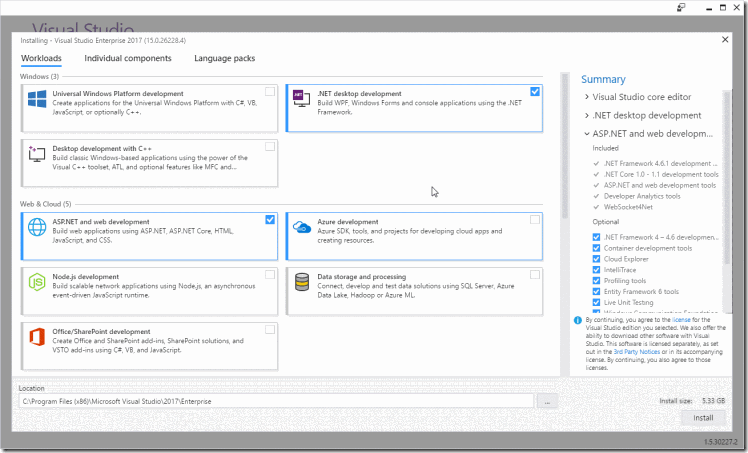 Visual Studio
Installing - Visual Studio Enterprise 2017 (15.0.26228.4)
Workloads Individual components Language packs
Windows (3)
Universal Windows Platform development
Create applications for the Universal Windows Platform with C#, VB,
JavaScript, or optionally C++.
.NET desktop development
Build WPF, Windows Forms and console applications using the .NET
Framework.
Desktop development with C++
Build classic Windows-based applications using the power of the
Visual C++ toolset, ATL, and optional features like MFC and...
Web & Cloud (5)
ASP.NET and web development
Build web applications using ASP.NET, ASP.NET Core, HTML,
JavaScript, and CSS.
Azure development
Azure SDK, tools, and projects for developing cloud apps and
creating resources.
Node.js development
Build scalable network applications using Node.js, an asynchronous
event-driven JavaScript runtime.
Data storage and processing
Connect, develop and test data solutions using SQL Server, Azure
Data Lake, Hadoop or Azure ML.
Office/SharePoint development
Create Office and SharePoint add-ins, SharePoint solutions, and
VSTO add-ins using C#, VB, and JavaScript.
Summary
Visual Studio core editor
.NET desktop development
ASP.NET and web developm...
Included
.NET Framework 4.6.1 development ...
.NET Core 1.0 - 1.1 development tools
ASP.NET and web development tools
Developer Analytics tools
WebSocket4Net
Optional
.NET Framework 4 – 4.6 developmen...
Container development tools
Cloud Explorer
IntelliTrace
Profiling tools
Entity Framework 6 tools
Live Unit Testing
Windows Communication Foundation
By continuing, you agree to the license for the
Visual Studio edition you selected. We also offer the
ability to download other software with Visual
Studio. This software is licensed separately, as set
out in the 3rd Party Notices or in its accompanying
license. By continuing, you also agree to those
licenses.
Location
C:\Program Files (x86)\Microsoft Visual Studio\2017\Enterprise
...
Install size: 5.33 GB
Install
1.5.30227.2